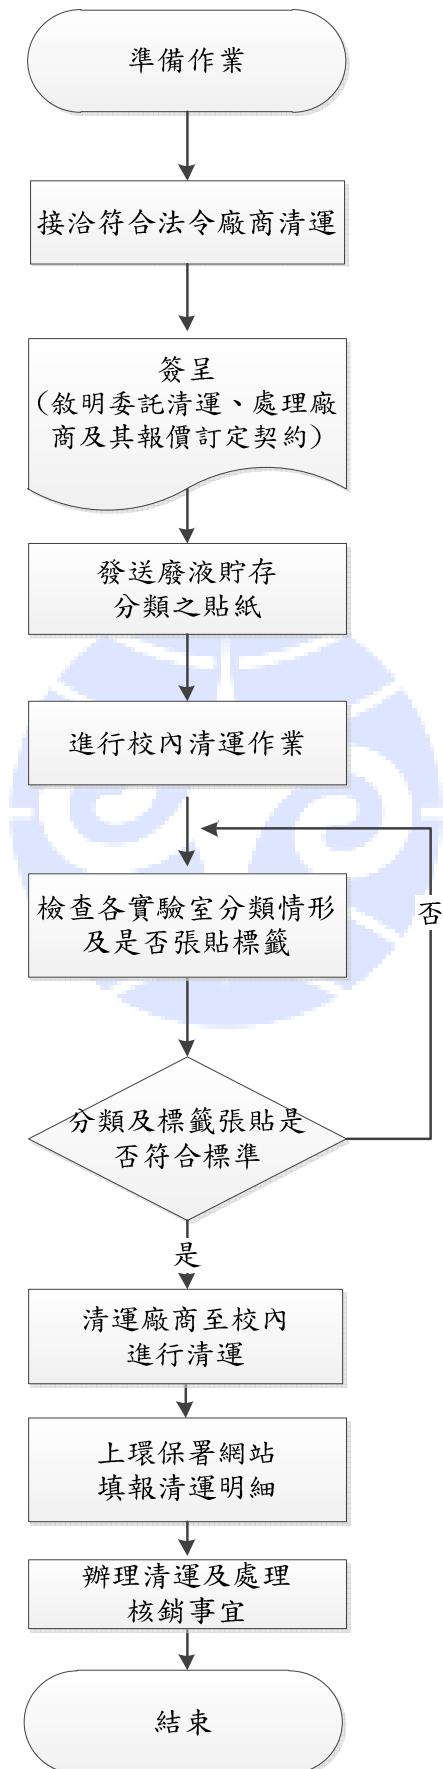 準備作業
接洽符合法令廠商清運
簽呈
（敘明委託清運、處理廠
商及其報價訂定契約）
發送廢液貯存
分類之貼紙
進行校內清運作業
檢查各實驗室分類情形
及是否張貼標籤
否
分類及標籤張貼是
否符合標準
是
清運廠商至校內
進行清運
上環保署網站
填報清運明細
辦理清運及處理
核銷事宜
結束